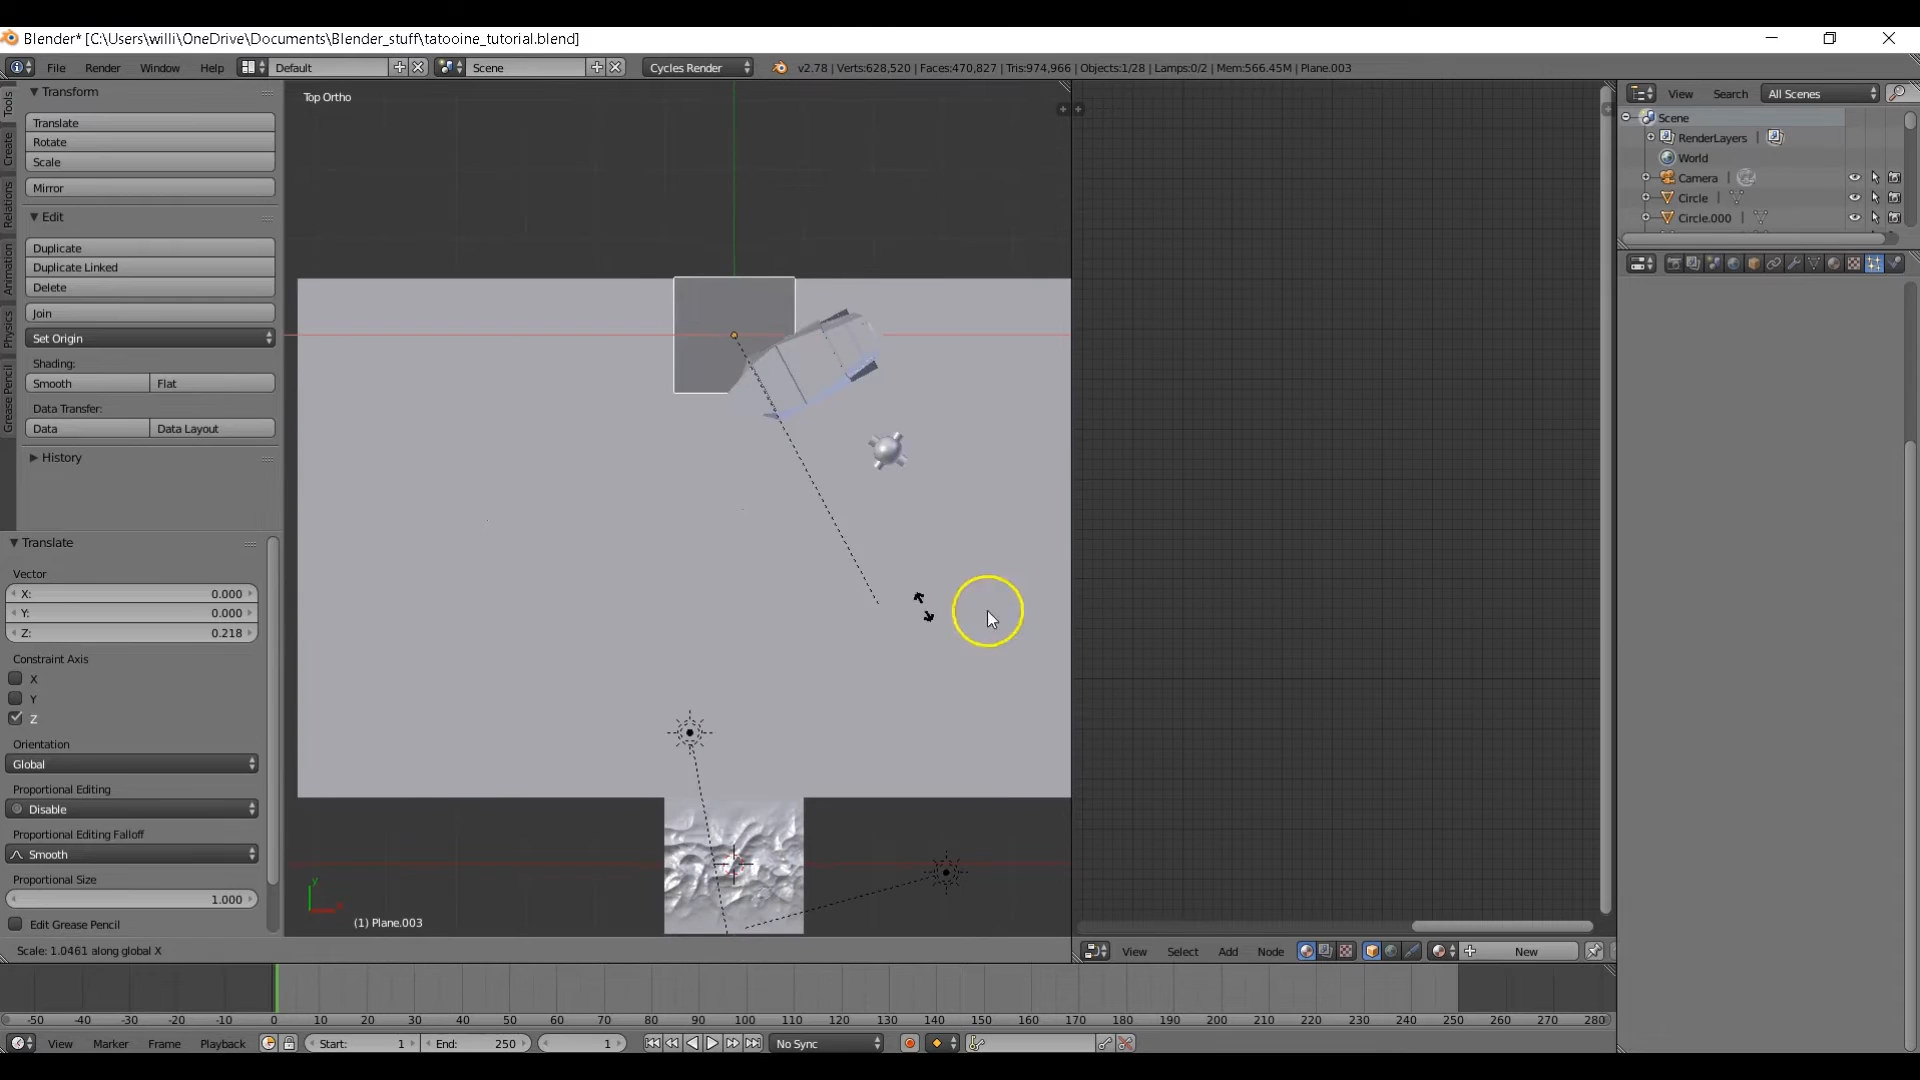 Blender* [C:\Users\willi\OneDrive\Documents\Blender_stuff\tatooine_tutorial.blend]
File Render Window Help Default Scene Cycles Render v2.78 | Verts:628,520 | Faces:470,827 | Tris:974,966 | Objects:1/28 | Lamps:0/2 | Mem:566.45M | Plane.003
Tools
Create
Relations
Animation
Physics
Grease Pencil
Transform
Translate
Rotate
Scale
Mirror
Edit
Duplicate
Duplicate Linked
Delete
Join
Set Origin
Shading:
Smooth Flat
Data Transfer:
Data Data Layout
History
Translate
Vector
X: 0.000
Y: 0.000
Z: 0.218
Constraint Axis
X
Y
Z
Orientation
Global
Proportional Editing
Disable
Proportional Editing Falloff
Smooth
Proportional Size
1.000
Edit Grease Pencil
Top Ortho
y
(1) Plane.003
Scale: 1.0461 along global X
View Select Add Node New
View Search All Scenes
Scene
RenderLayers |
World
Camera |
Circle |
Circle.000 |
-50 -40 -30 -20 -10 0 10 20 30 40 50 60 70 80 90 100 110 120 130 140 150 160 170 180 190 200 210 220 230 240 250 260 270 280
View Marker Frame Playback Start: 1 End: 250 1 No Sync